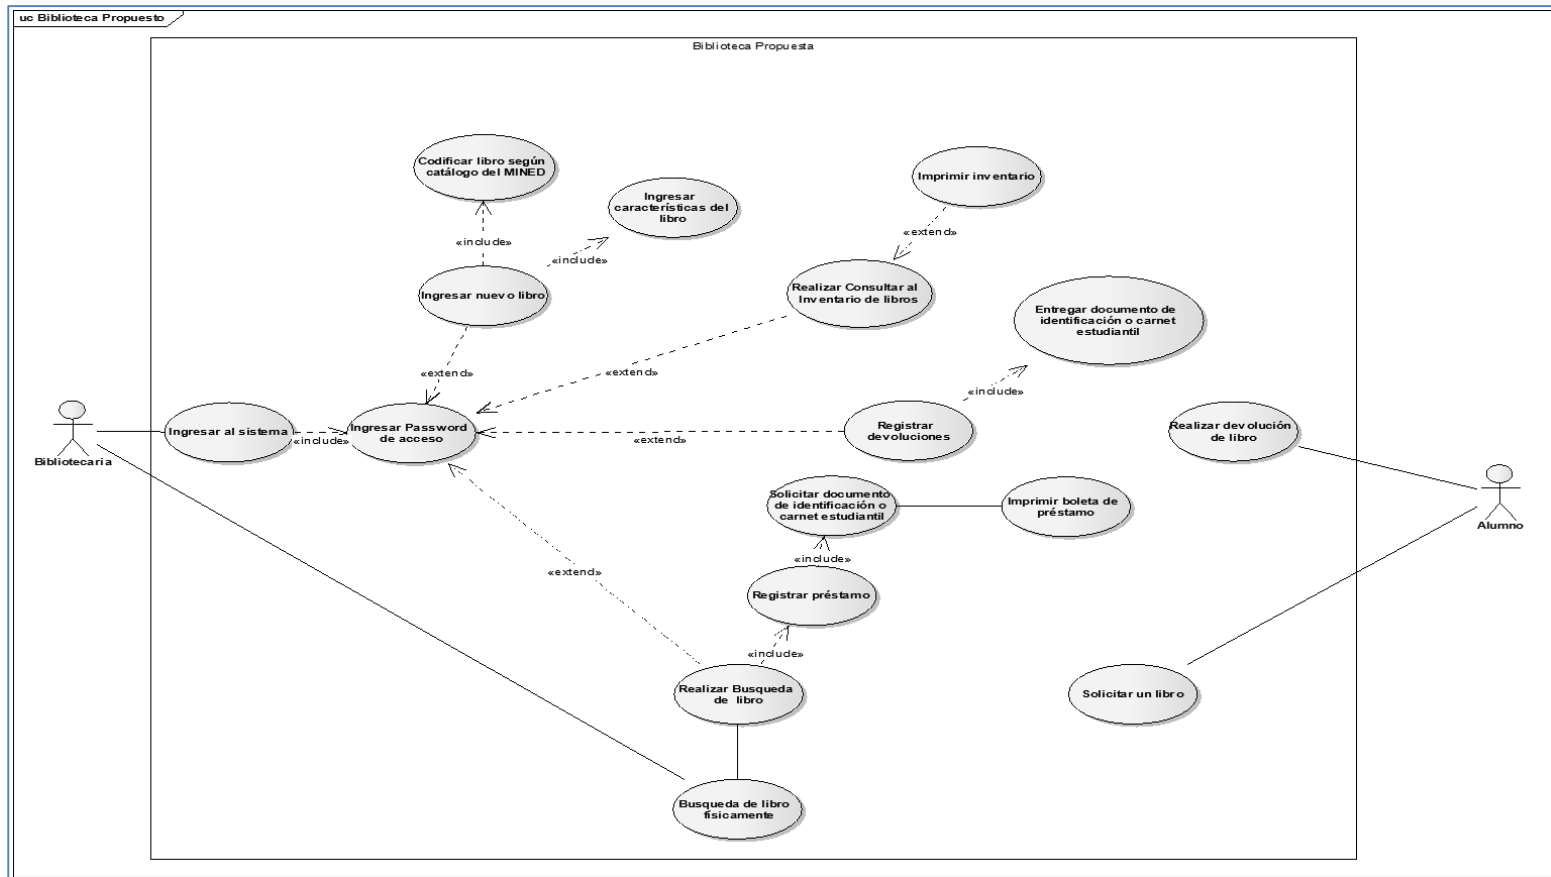 uc Biblioteca Propuesto
Biblioteca Propuesta
Codificar libro según
catálogo del MINED
Imprimir inventario
Ingresar
características del
libro
«include»
«extend»
«include»
Ingresar nuevo libro
Realizar Consultar al
Inventario de libros
Entregar documento de
identificación o carnet
estudiantil
«extend»
«extend»
«include»
Ingresar al sistema
«include»
Ingresar Password
de acceso
«extend»
Registrar
devoluciones
Realizar devolución
de libro
Bibliotecaria
Solicitar documento
de identificación o
carnet estudiantil
Imprimir boleta de
préstamo
Alumno
«include»
«extend»
Registrar préstamo
«include»
Realizar Busqueda
de libro
Solicitar un libro
Busqueda de libro
físicamente